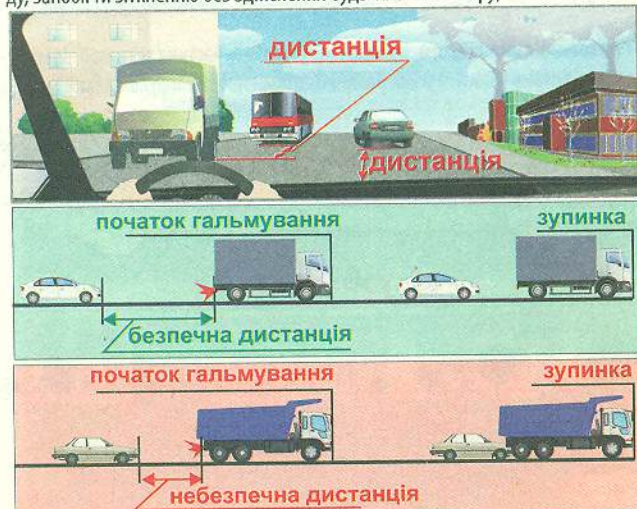 дистанція
дистанція
початок гальмування зупинка
безпечна дистанція
початок гальмування зупинка
небезпечна дистанція